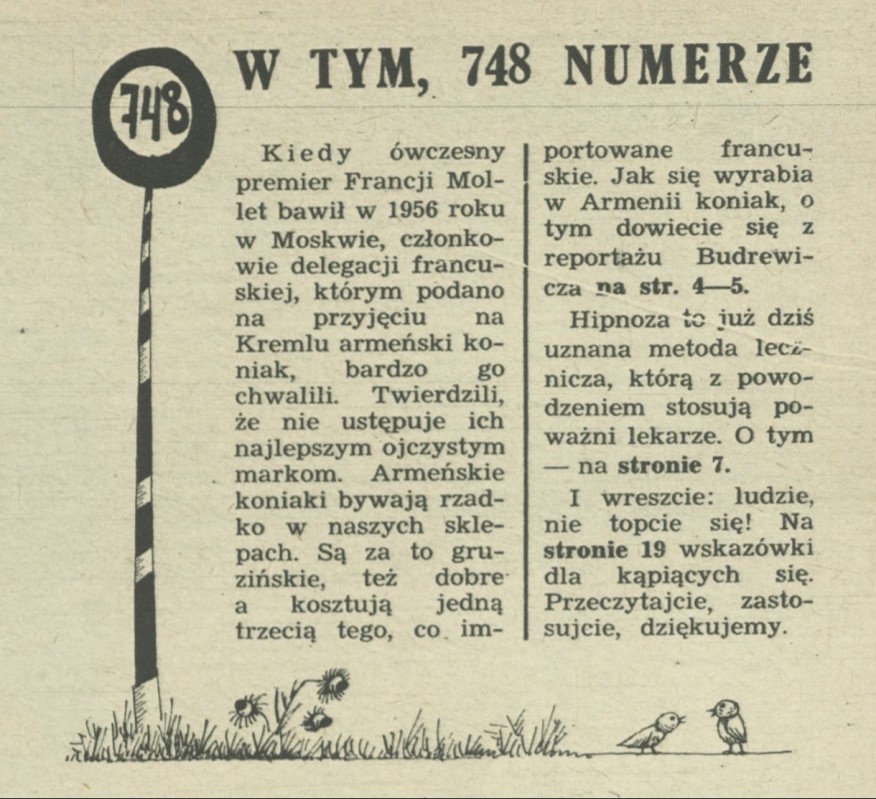 748
W TYM, 748 NUMERZE
Kiedy ówczesny
premier Francji Mol-
let bawił w 1956 roku
w Moskwie, członko-
wie delegacji francu-
skiej, którym podano
na przyjęciu na
Kremlu armeński ko-
niak, bardzo go
chwalili. Twierdzili,
że nie ustępuje ich
najlepszym ojczystym
markom. Armeńskie
koniaki bywają rzad-
ko w naszych skle-
pach. Są za to gru-
zińskie, też dobre
a kosztują jedną
trzecią tego, co im-
portowane francu-
skie. Jak się wyrabia
w Armenii koniak, o
tym dowiecie się z
reportażu Budrewi-
cza na str. 4—5.
Hipnoza to już dziś
uznana metoda lecz-
nicza, którą z powo-
dzeniem stosują po-
ważni lekarze. O tym
— na stronie 7.
I wreszcie: ludzie,
nie topcie się! Na
stronie 19 wskazówki
dla kąpiących się.
Przeczytajcie, zasto-
sujcie, dziękujemy.